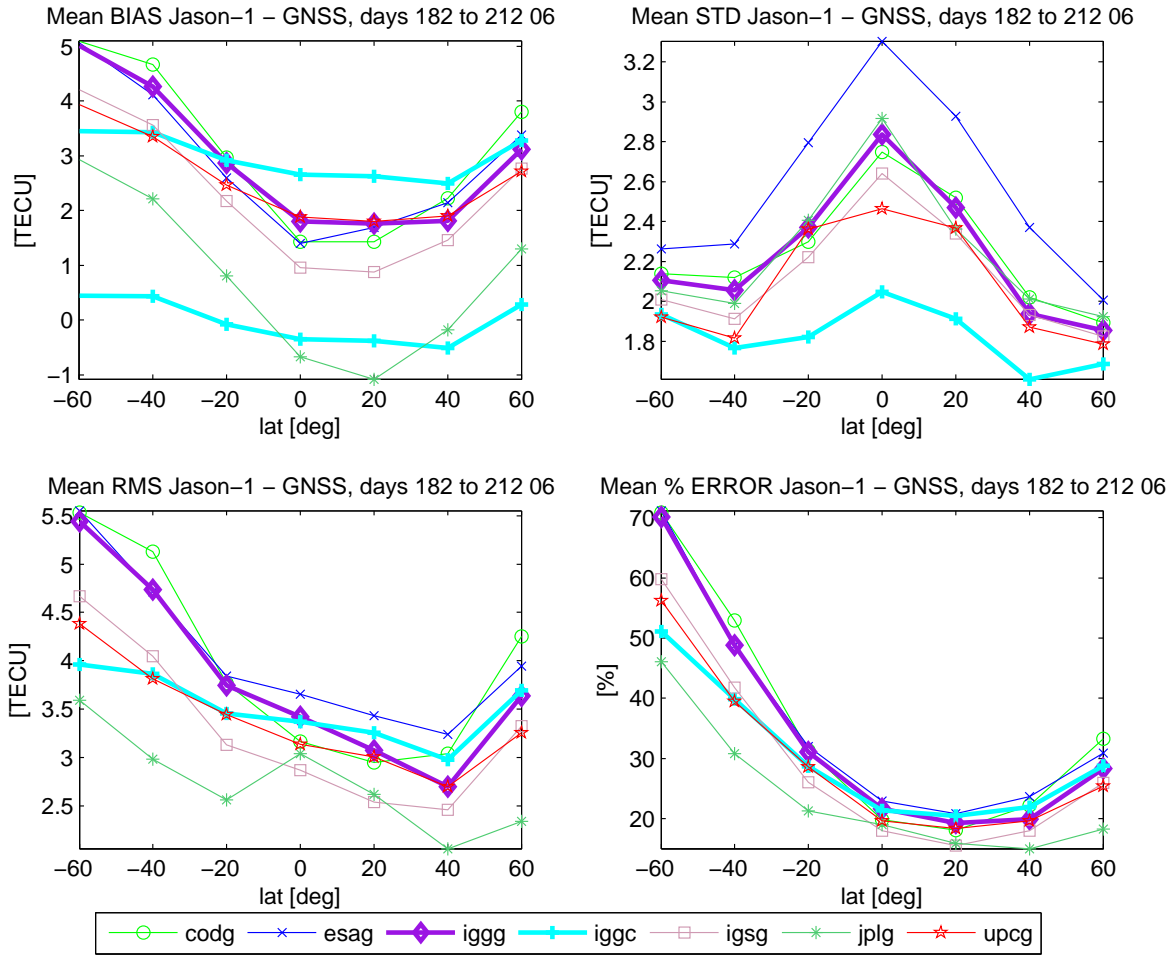 Mean BIAS Jason−1 − GNSS, days 182 to 212 06
5
4
3
2
1
0
−1
[TECU]
−60 −40 −20 0 20 40 60
lat [deg]
Mean STD Jason−1 − GNSS, days 182 to 212 06
3.2
3
2.8
2.6
2.4
2.2
2
1.8
[TECU]
−60 −40 −20 0 20 40 60
lat [deg]
Mean RMS Jason−1 − GNSS, days 182 to 212 06
5.5
5
4.5
4
3.5
3
2.5
[TECU]
−60 −40 −20 0 20 40 60
lat [deg]
Mean % ERROR Jason−1 − GNSS, days 182 to 212 06
70
60
50
40
30
20
[%]
−60 −40 −20 0 20 40 60
lat [deg]
codg esag iggg iggc igsg jplg upcg